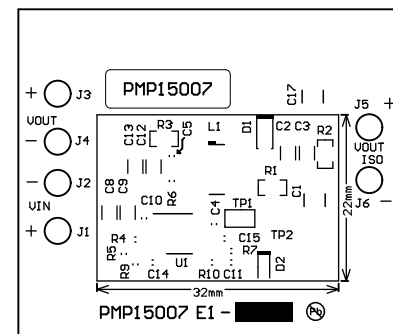 PMP15007
C17
+ J3
VOUT
- J4
- J2
VIN
+ J1
C13
C12
R3
C5
L1
D1
C2
C3
R2
J5 +
VOUT
ISO
J6 -
C8
C9
R6
R1
C1
C10
C4
TP1
R4
R5
R9
C14
U1
R10
C11
C15
R7
TP2
D2
22mm
32mm
PMP15007 E1 -
Pb